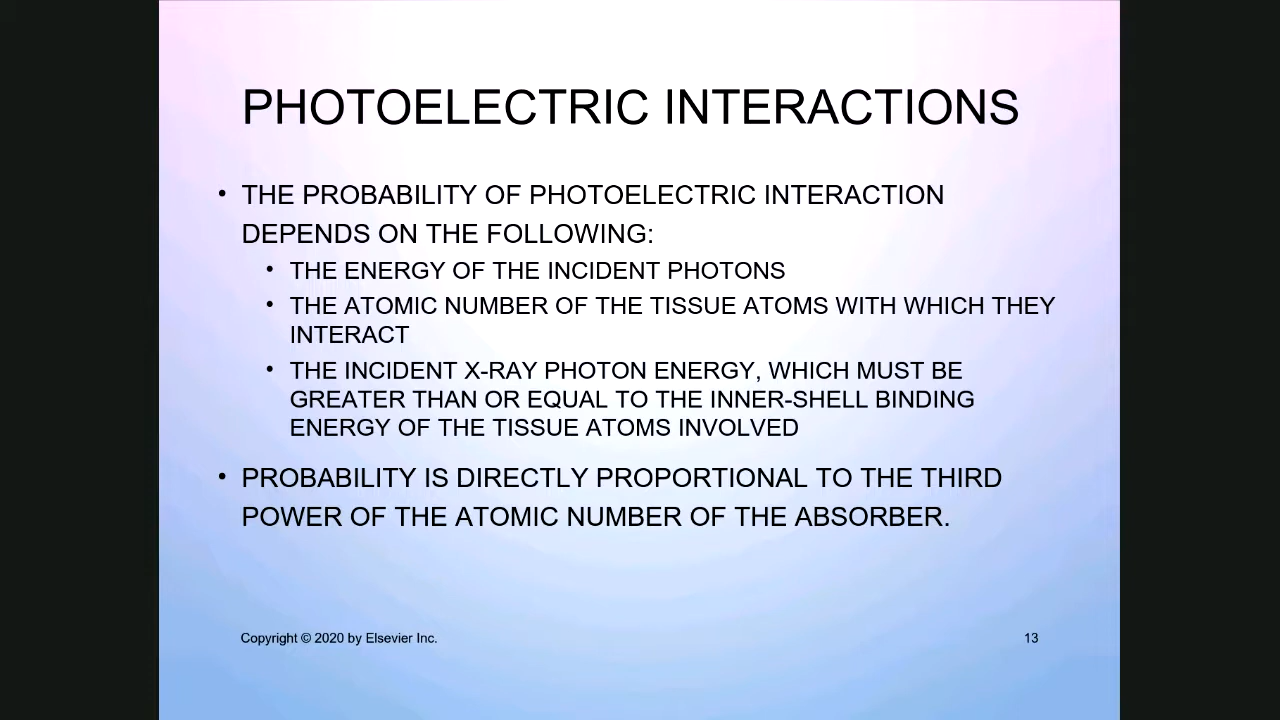 PHOTOELECTRIC INTERACTIONS
• THE PROBABILITY OF PHOTOELECTRIC INTERACTION
DEPENDS ON THE FOLLOWING:
• THE ENERGY OF THE INCIDENT PHOTONS
• THE ATOMIC NUMBER OF THE TISSUE ATOMS WITH WHICH THEY
INTERACT
• THE INCIDENT X-RAY PHOTON ENERGY, WHICH MUST BE
GREATER THAN OR EQUAL TO THE INNER-SHELL BINDING
ENERGY OF THE TISSUE ATOMS INVOLVED
• PROBABILITY IS DIRECTLY PROPORTIONAL TO THE THIRD
POWER OF THE ATOMIC NUMBER OF THE ABSORBER.
Copyright © 2020 by Elsevier Inc.
13